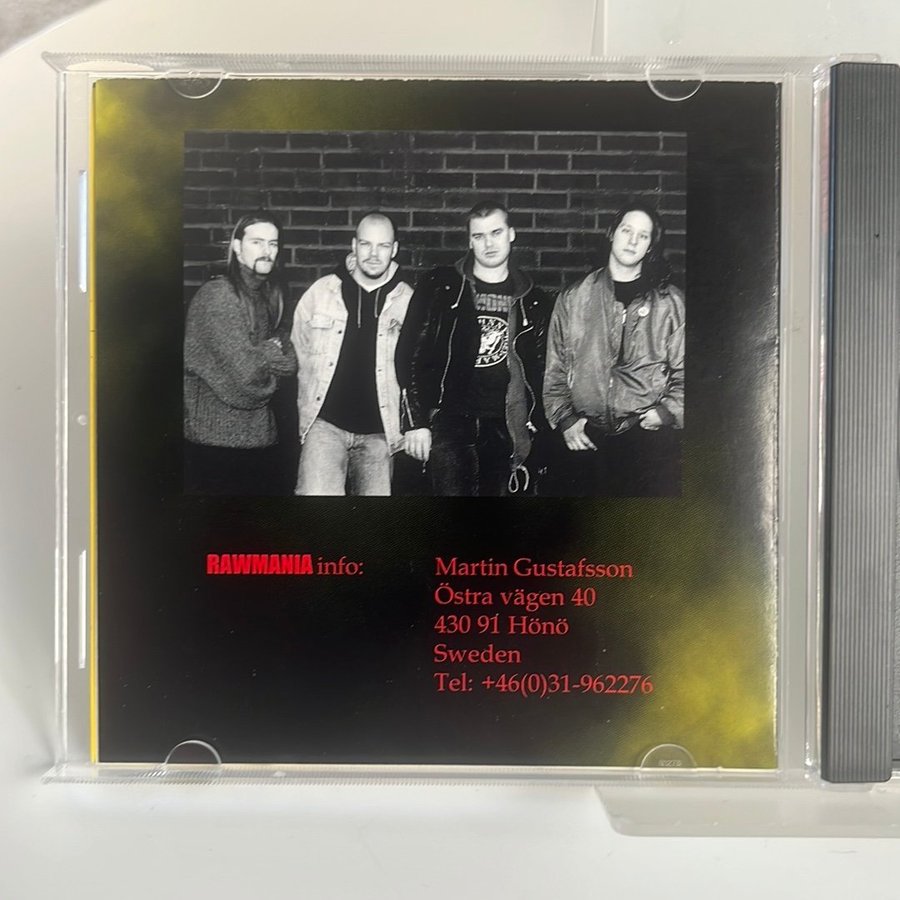 RAWMANIA info:
Martin Gustafsson
Östra vägen 40
430 91 Hönö
Sweden
Tel: +46(0)31-962276